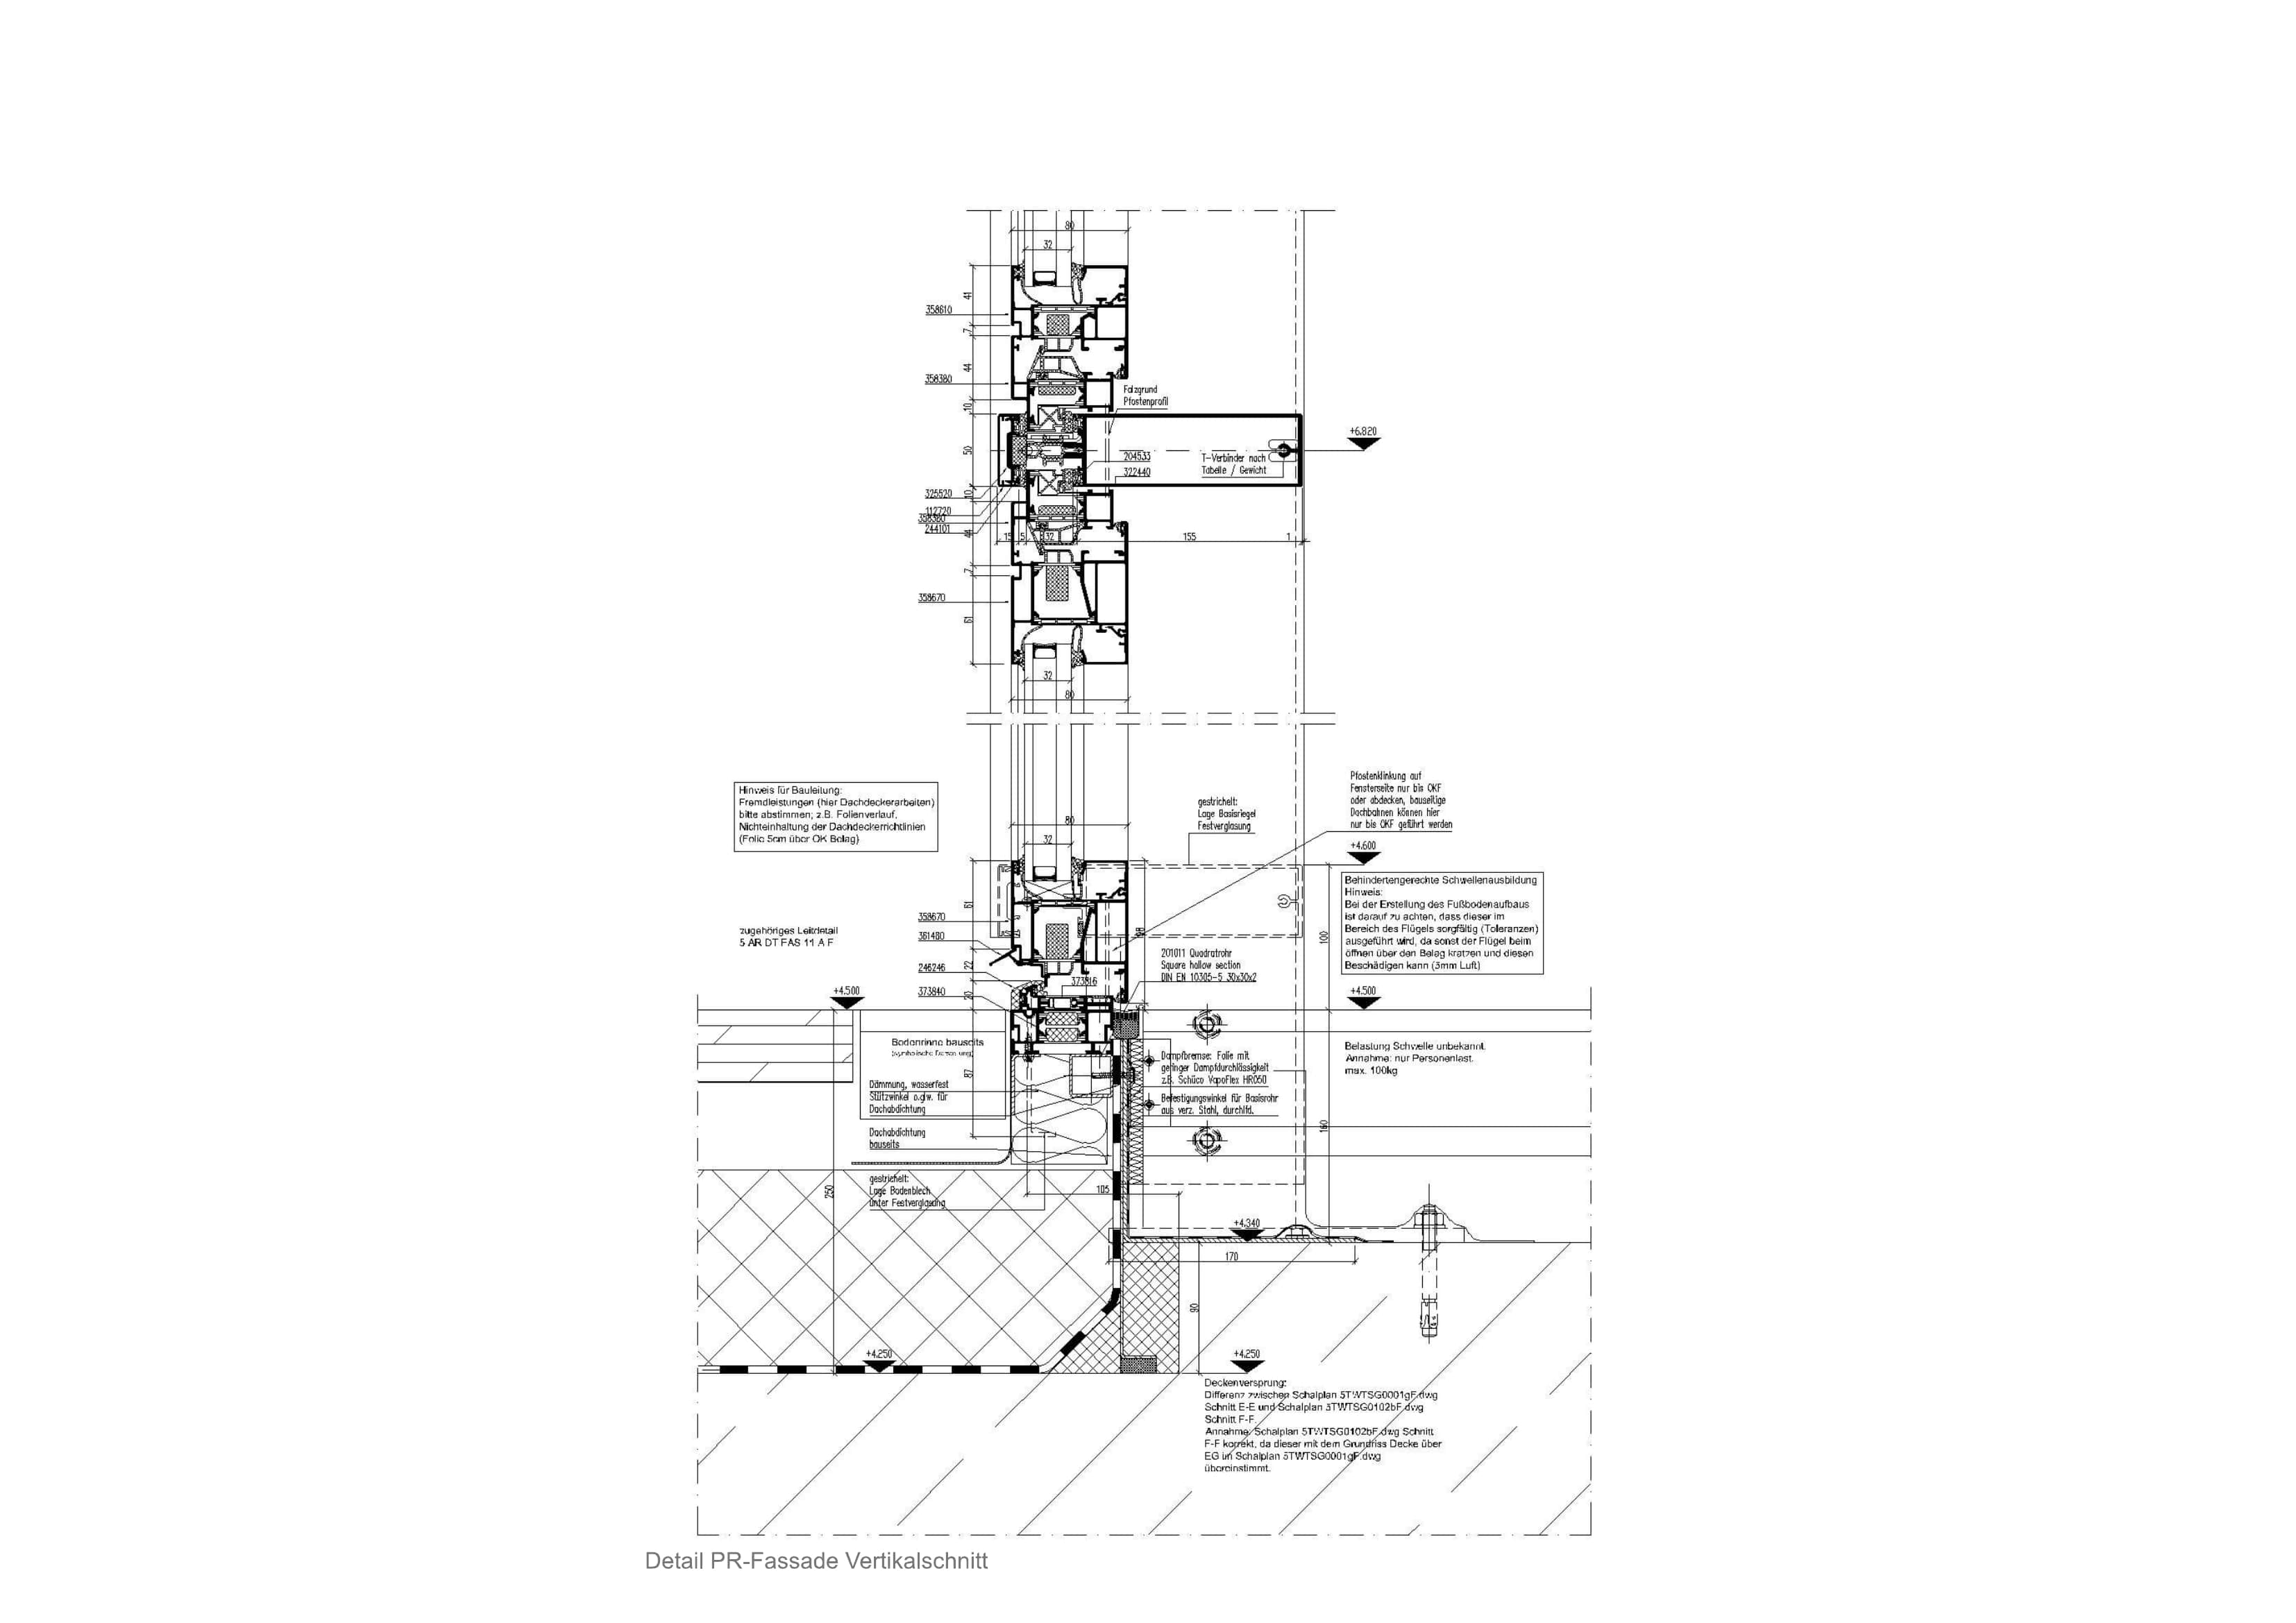 80
32
41
358610
7
44
358380
Falzgrund
Pfostenprofil
10
+6.820
50
204533
322440
T-Verbinder nach
Tabelle / Gewicht
325520
10
112720
358380
244101
44
15
5
32
155
1
7
358670
61
32
80
Hinweis für Bauleitung:
Fremdleistungen (hier Dachdeckerarbeiten)
bitte abstimmen; z.B. Folienverlauf,
Nichteinhaltung der Dachdeckerrichtlinien
(Folie 5cm über OK Belag)
gestrichelt:
Lage Basisriegel
Festverglasung
Pfostenklinkung auf
Fensterseite nur bis OKF
oder abdecken, bauseitige
Dachbahnen können hier
nur bis OKF geführt werden
80
32
+4.600
Behindertengerechte Schwellenausbildung
Hinweis:
Bei der Erstellung des Fußbodenaufbaus
ist darauf zu achten, dass dieser im
Bereich des Flügels sorgfältig (Toleranzen)
ausgeführt wird, da sonst der Flügel beim
öffnen über den Belag kratzen und diesen
Beschädigen kann (3mm Luft)
zugehöriges Leitdetail
5 AR DT FAS 11 A F
61
358670
361480
98
100
22
246246
373816
201011 Quadratrohr
Square hollow section
DIN EN 10305-5 30x30x2
+4.500
373840
20
+4.500
Bodenrinne bauseits
87
Dämmung, wasserfest
Stützwinkel o.glw. für
Dachabdichtung
Dachabdichtung
bauseits
Dampfbremse: Folie mit
geringer Dampfdurchlässigkeit
z.B. Schüco VapoFlex HR050
Befestigungswinkel für Basisrohr
aus verz. Stahl, durchlfd.
Belastung Schwelle unbekannt.
Annahme: nur Personenlast.
max. 100kg
160
250
gestrichelt:
Lage Bodenblech
unter Festverglasung
105
+4.340
170
90
+4.250
+4.250
Deckenversprung:
Differenz zwischen Schalplan 5TWTSG0001gF.dwg
Schnitt E-E und Schalplan 5TWTSG0102bF.dwg
Schnitt F-F.
Annahme: Schalplan 5TWTSG0102bF.dwg Schnitt
F-F korrekt, da dieser mit dem Grundriss Decke über
EG im Schalplan 5TWTSG0001gF.dwg
übereinstimmt.
Detail PR-Fassade Vertikalschnitt